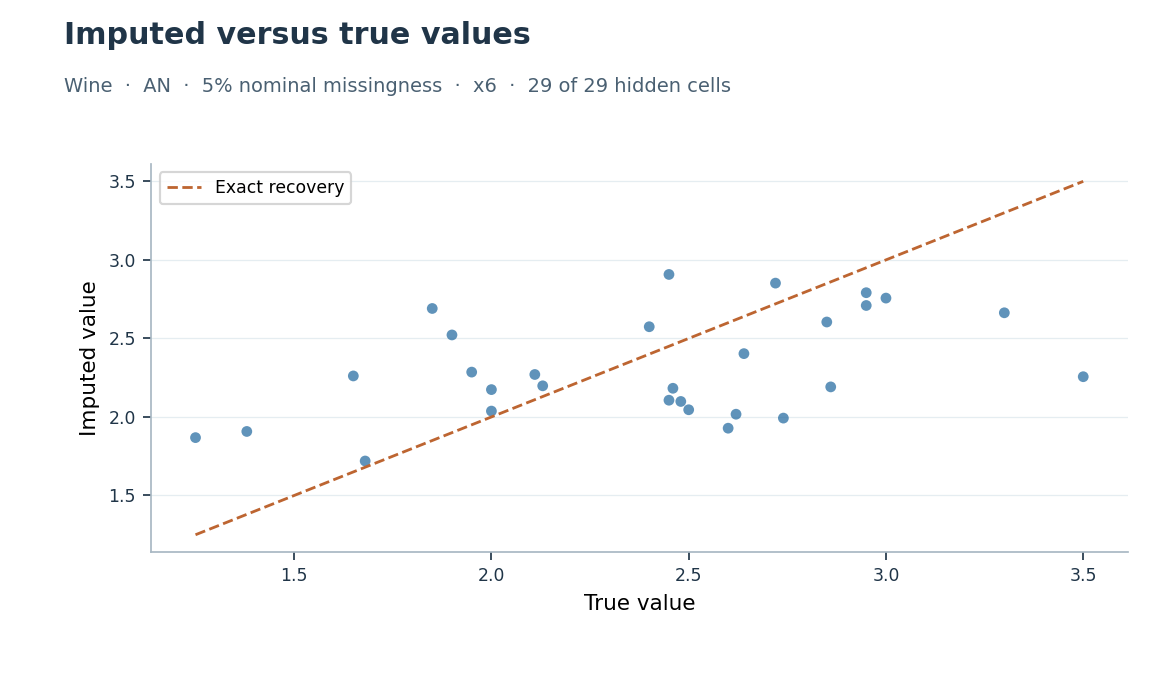 Imputed versus true values
Wine · AN · 5% nominal missingness · x6 · 29 of 29 hidden cells
Exact recovery
3.5
3.0
2.5
2.0
1.5
Imputed value
1.5 2.0 2.5 3.0 3.5
True value